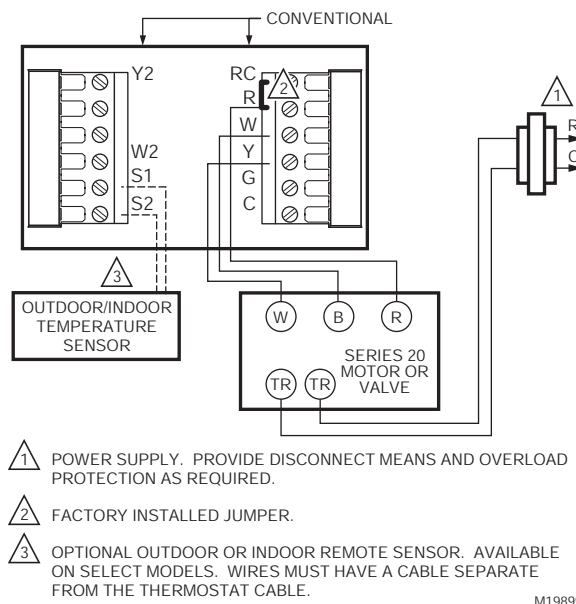 CONVENTIONAL
Y2
W2
S1
S2
RC
R
W
Y
G
C
2
1
R
3
OUTDOOR/INDOOR
TEMPERATURE
SENSOR
W
B
R
TR
TR
SERIES 20
MOTOR OR
VALVE
1 POWER SUPPLY. PROVIDE DISCONNECT MEANS AND OVERLOAD
PROTECTION AS REQUIRED.
2 FACTORY INSTALLED JUMPER.
3 OPTIONAL OUTDOOR OR INDOOR REMOTE SENSOR. AVAILABLE
ON SELECT MODELS. WIRES MUST HAVE A CABLE SEPARATE
FROM THE THERMOSTAT CABLE.